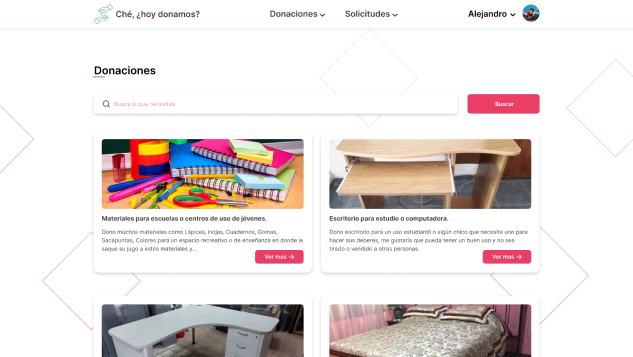 Ché, ¿hoy donamos?
Donaciones
Solicitudes
Alejandro
Donaciones
Busca lo que necesitas.
Buscar
Materiales para escuelas o centros de uso de jóvenes.
Dono muchos materiales como Lápices, Hojas, Cuadernos, Gomas,
Sacapuntas, Colores para un espacio recreativo o de enseñanza en donde le
saque su jugo a estos materiales y...
Ver mas →
Escritorio para estudio o computadora.
Dono escritorio para un uso estudiantil o algún chico que necesite uno para
hacer sus deberes, me gustaría que pueda tener un buen uso y no sea
tirado o vendido a otras personas.
Ver mas →